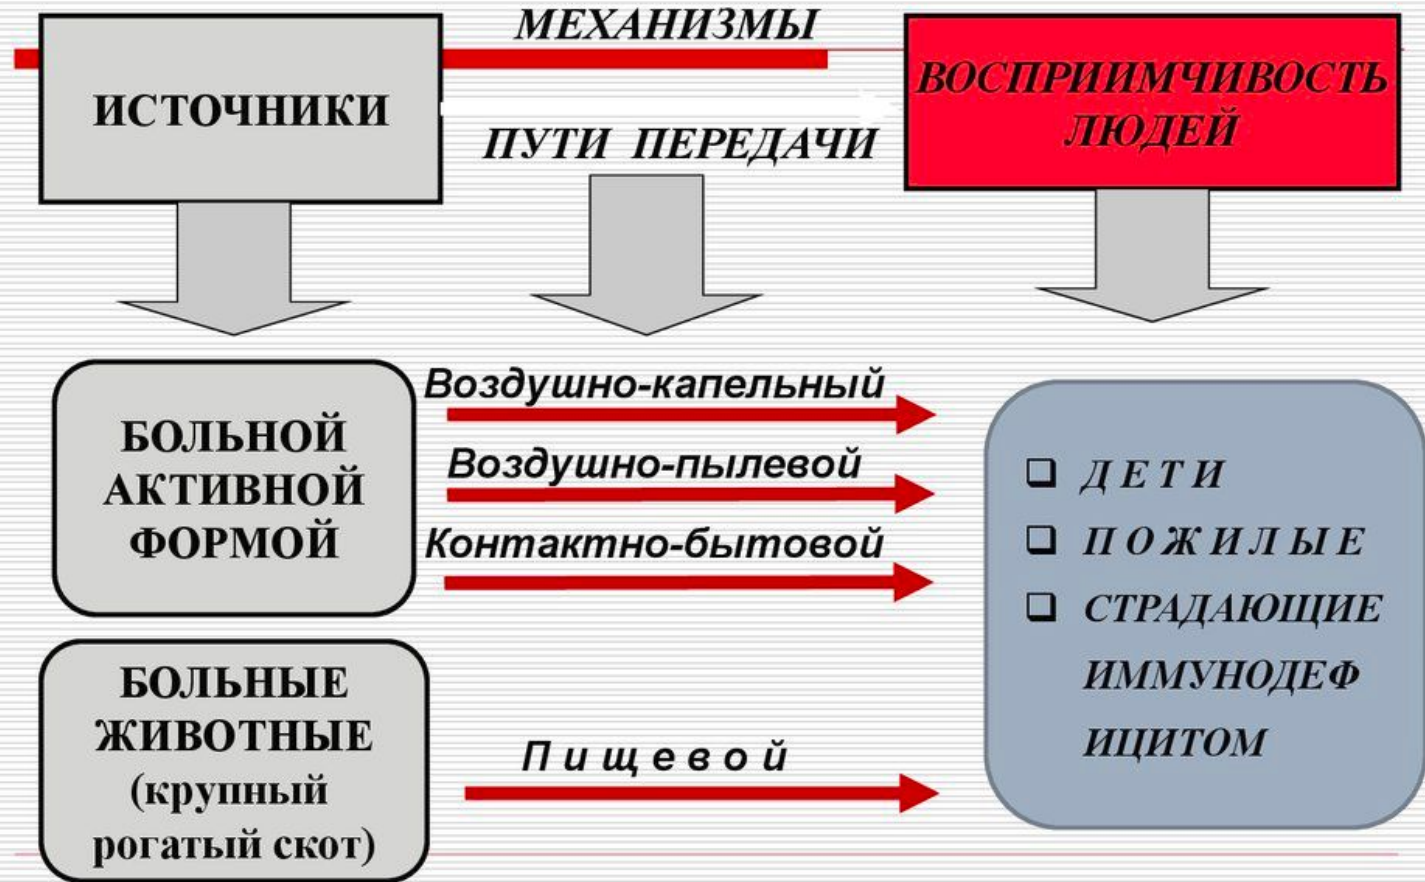 МЕХАНИЗМЫ
ИСТОЧНИКИ
ПУТИ ПЕРЕДАЧИ
ВОСПРИИМЧИВОСТЬ
ЛЮДЕЙ
БОЛЬНОЙ
АКТИВНОЙ
ФОРМОЙ
Воздушно-капельный
Воздушно-пылевой
Контактно-бытовой
БОЛЬНЫЕ
ЖИВОТНЫЕ
(крупный
рогатый скот)
Пищевой
❑ ДЕТИ
❑ ПОЖИЛЫЕ
❑ СТРАДАЮЩИЕ
ИММУНОДЕФ
ИЦИТОМ